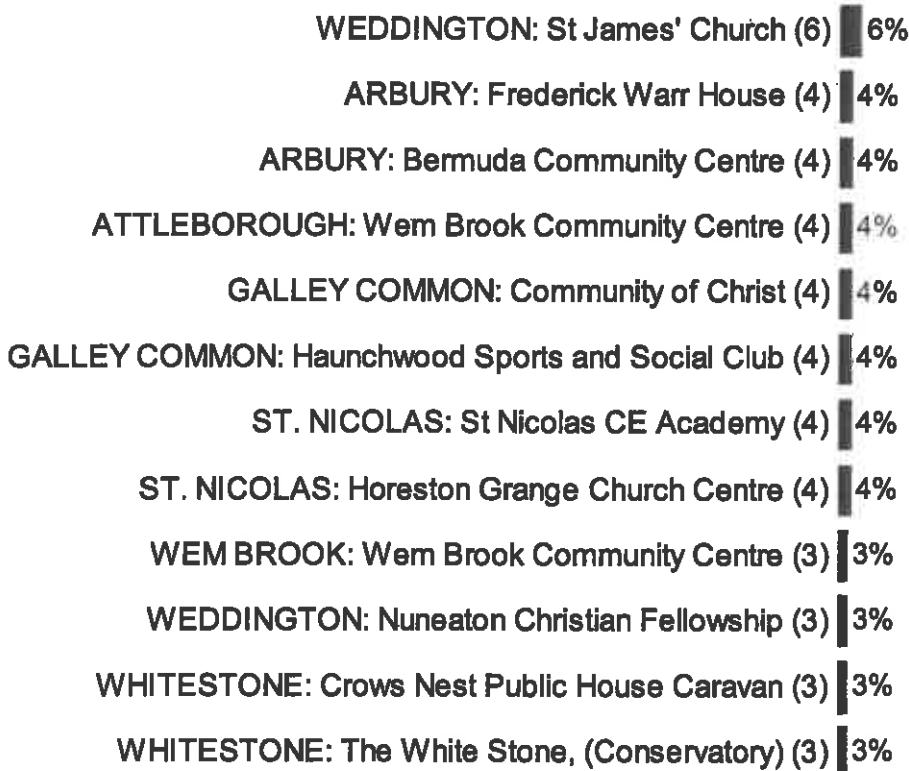 WEDDINGTON: St James' Church (6) 6%
ARBURY: Frederick Warr House (4) 4%
ARBURY: Bermuda Community Centre (4) 4%
ATTLEBOROUGH: Wem Brook Community Centre (4) 4%
GALLEY COMMON: Community of Christ (4) 4%
GALLEY COMMON: Haunchwood Sports and Social Club (4) 4%
ST. NICOLAS: St Nicolas CE Academy (4) 4%
ST. NICOLAS: Horeston Grange Church Centre (4) 4%
WEM BROOK: Wem Brook Community Centre (3) 3%
WEDDINGTON: Nuneaton Christian Fellowship (3) 3%
WHITESTONE: Crows Nest Public House Caravan (3) 3%
WHITESTONE: The White Stone, (Conservatory) (3) 3%